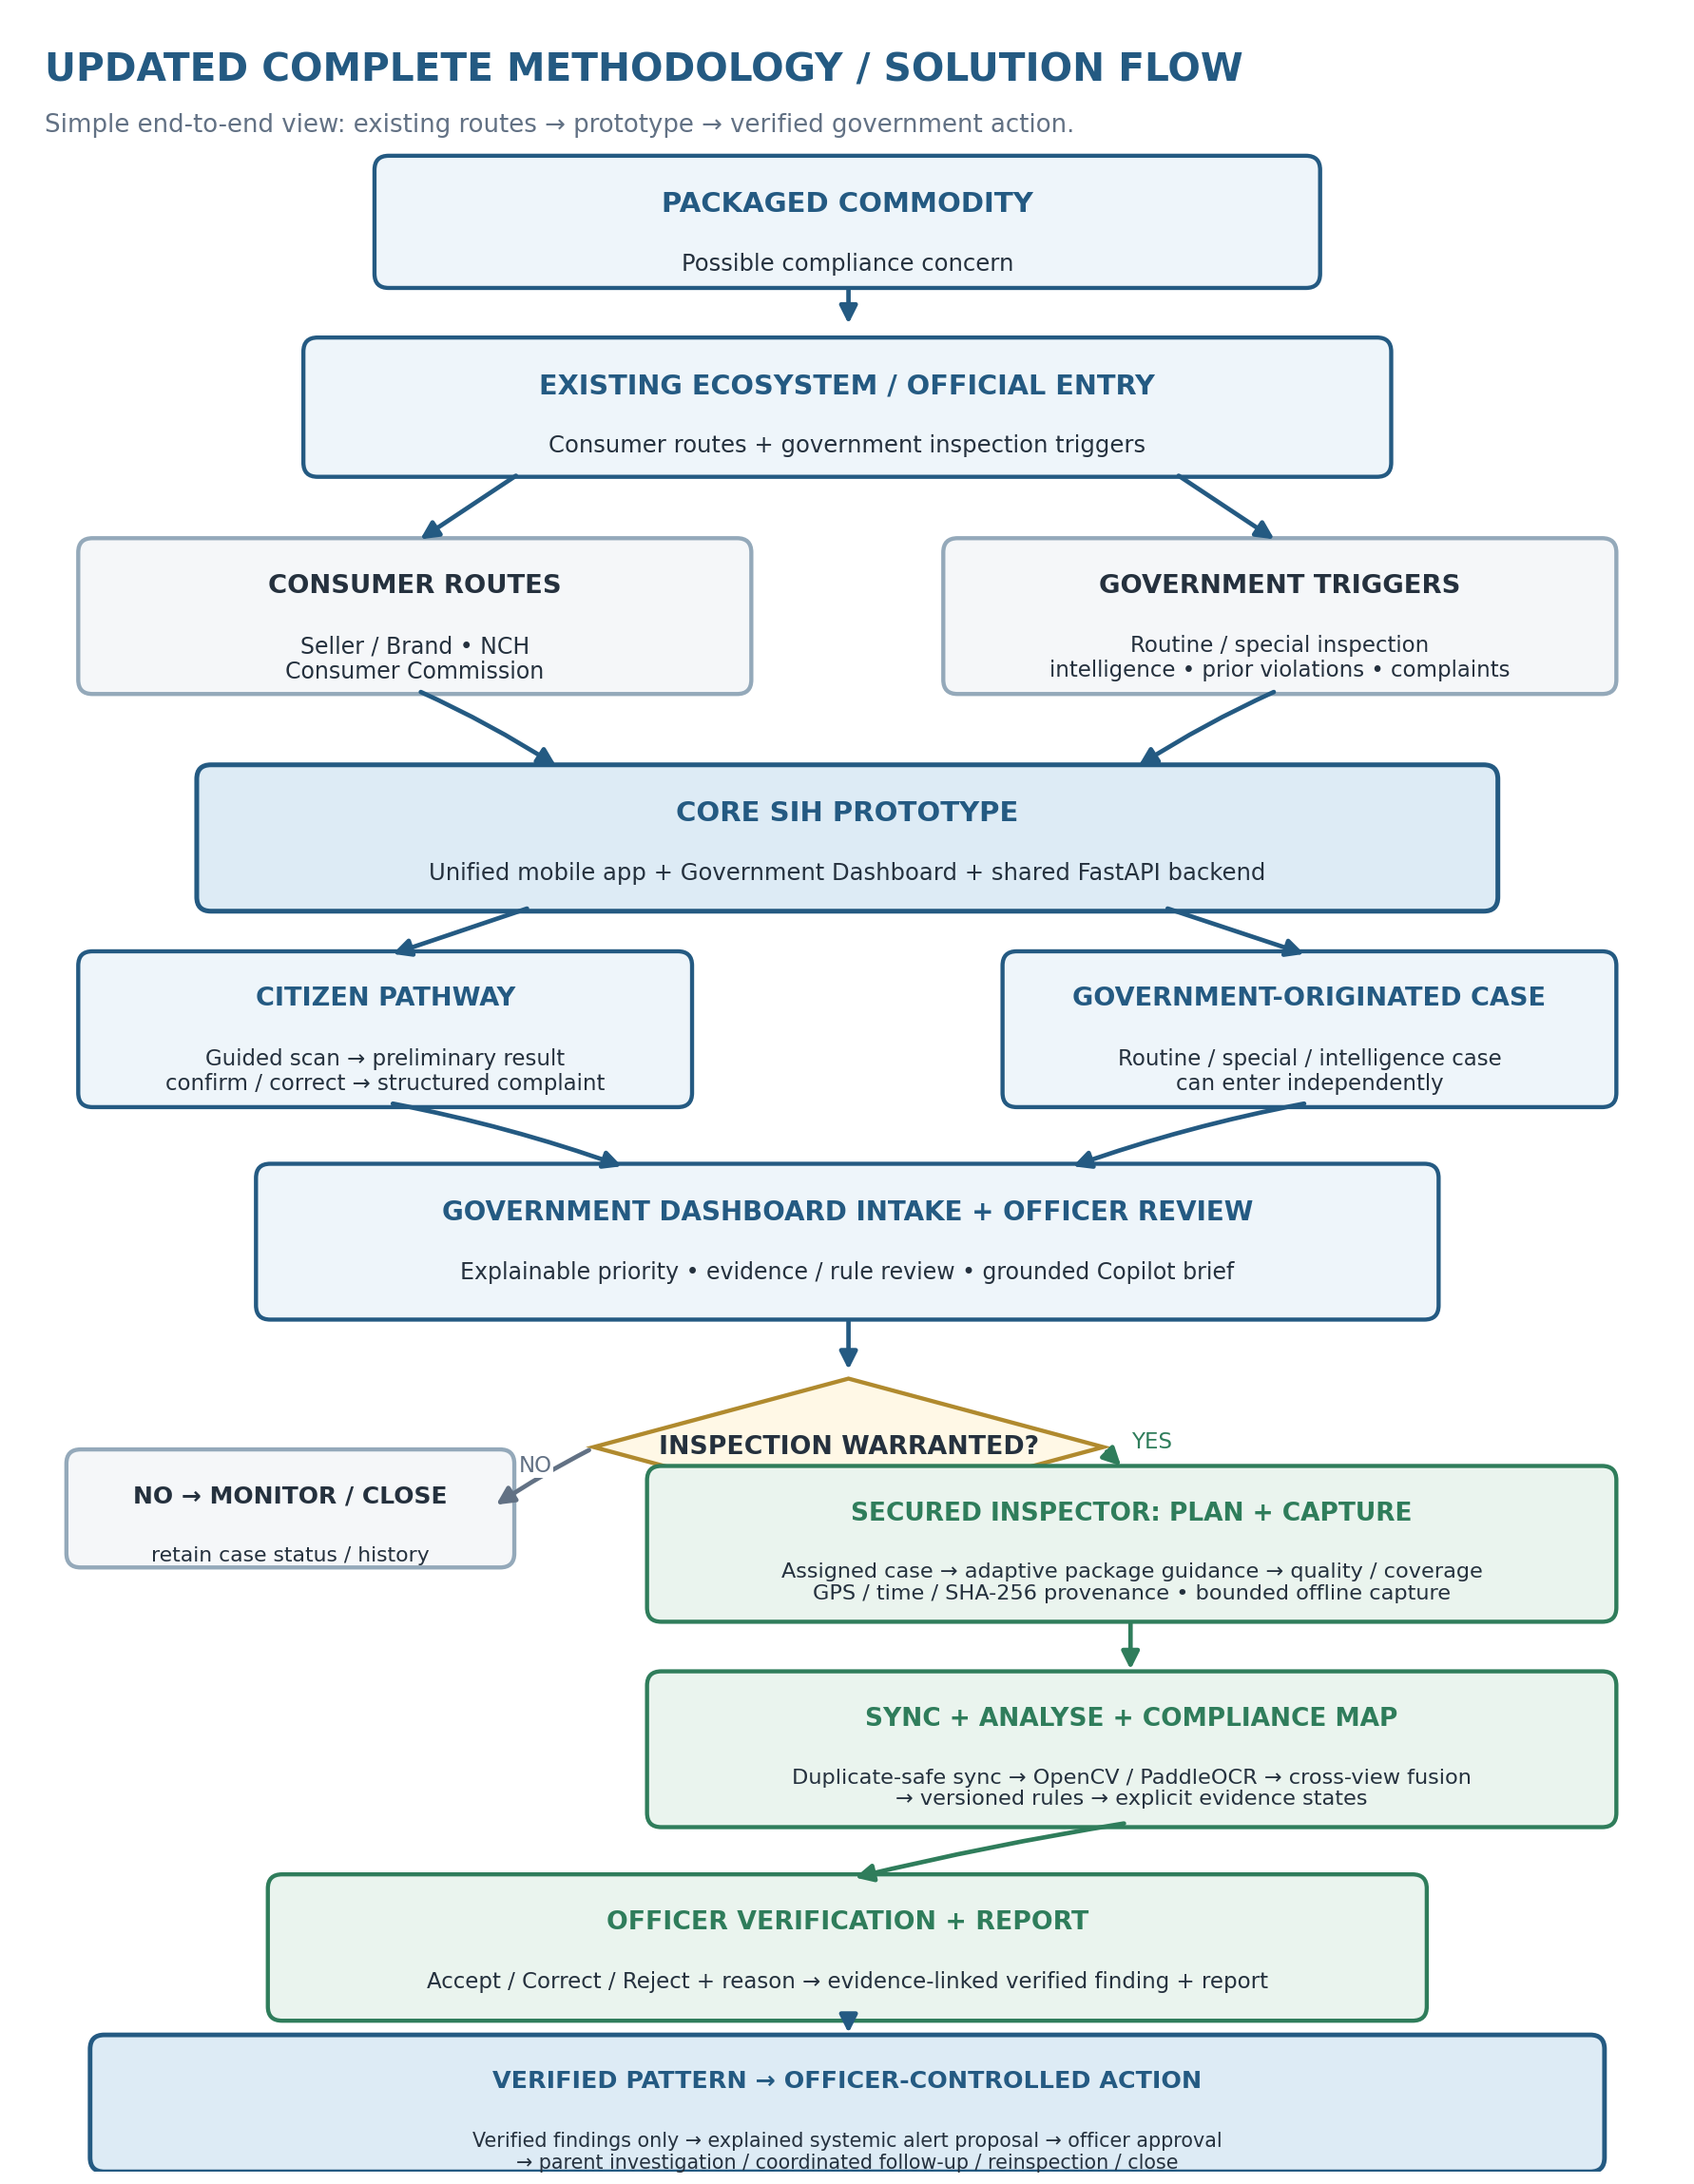 UPDATED COMPLETE METHODOLOGY / SOLUTION FLOW
Simple end-to-end view: existing routes → prototype → verified government action.
PACKAGED COMMODITY
Possible compliance concern
EXISTING ECOSYSTEM / OFFICIAL ENTRY
Consumer routes + government inspection triggers
CONSUMER ROUTES
Seller / Brand • NCH
Consumer Commission
GOVERNMENT TRIGGERS
Routine / special inspection
intelligence • prior violations • complaints
CORE SIH PROTOTYPE
Unified mobile app + Government Dashboard + shared FastAPI backend
CITIZEN PATHWAY
Guided scan → preliminary result
confirm / correct → structured complaint
GOVERNMENT-ORIGINATED CASE
Routine / special / intelligence case
can enter independently
GOVERNMENT DASHBOARD INTAKE + OFFICER REVIEW
Explainable priority • evidence / rule review • grounded Copilot brief
INSPECTION WARRANTED?
NO
YES
NO → MONITOR / CLOSE
retain case status / history
SECURED INSPECTOR: PLAN + CAPTURE
Assigned case → adaptive package guidance → quality / coverage
GPS / time / SHA-256 provenance • bounded offline capture
SYNC + ANALYSE + COMPLIANCE MAP
Duplicate-safe sync → OpenCV / PaddleOCR → cross-view fusion
→ versioned rules → explicit evidence states
OFFICER VERIFICATION + REPORT
Accept / Correct / Reject + reason → evidence-linked verified finding + report
VERIFIED PATTERN → OFFICER-CONTROLLED ACTION
Verified findings only → explained systemic alert proposal → officer approval
→ parent investigation / coordinated follow-up / reinspection / close